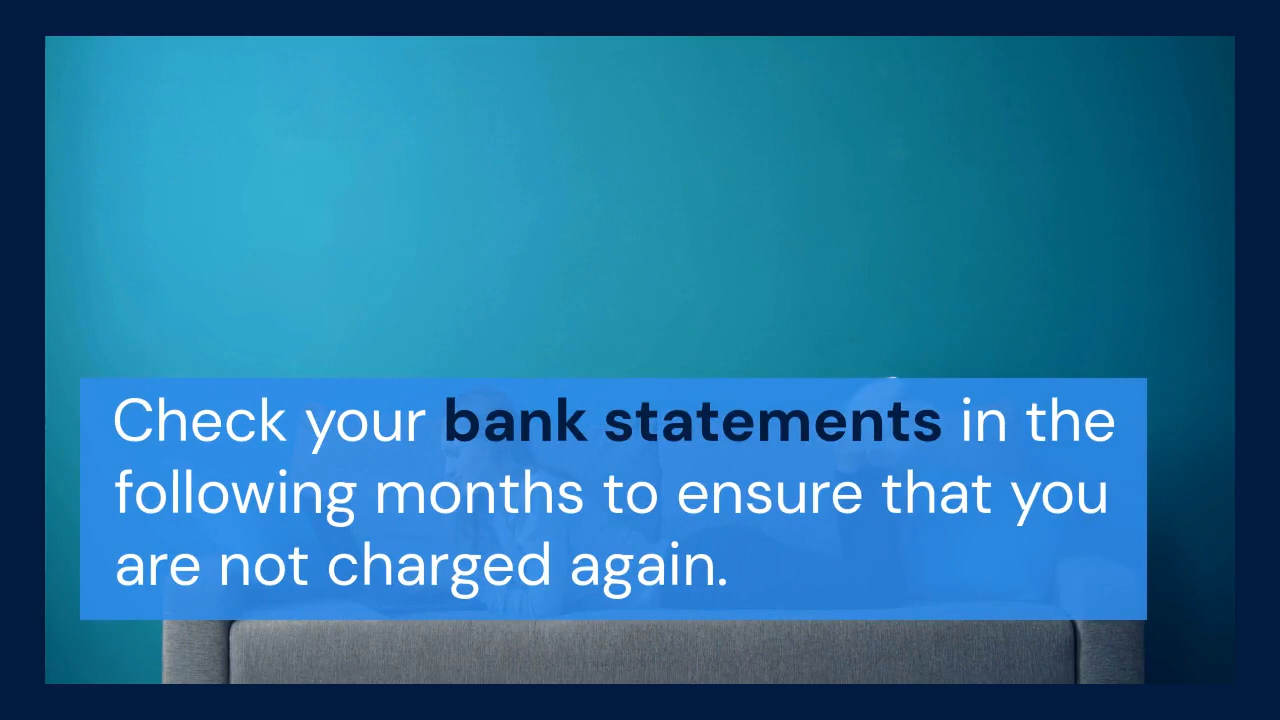 Check your bank statements in the
following months to ensure that you
are not charged again.